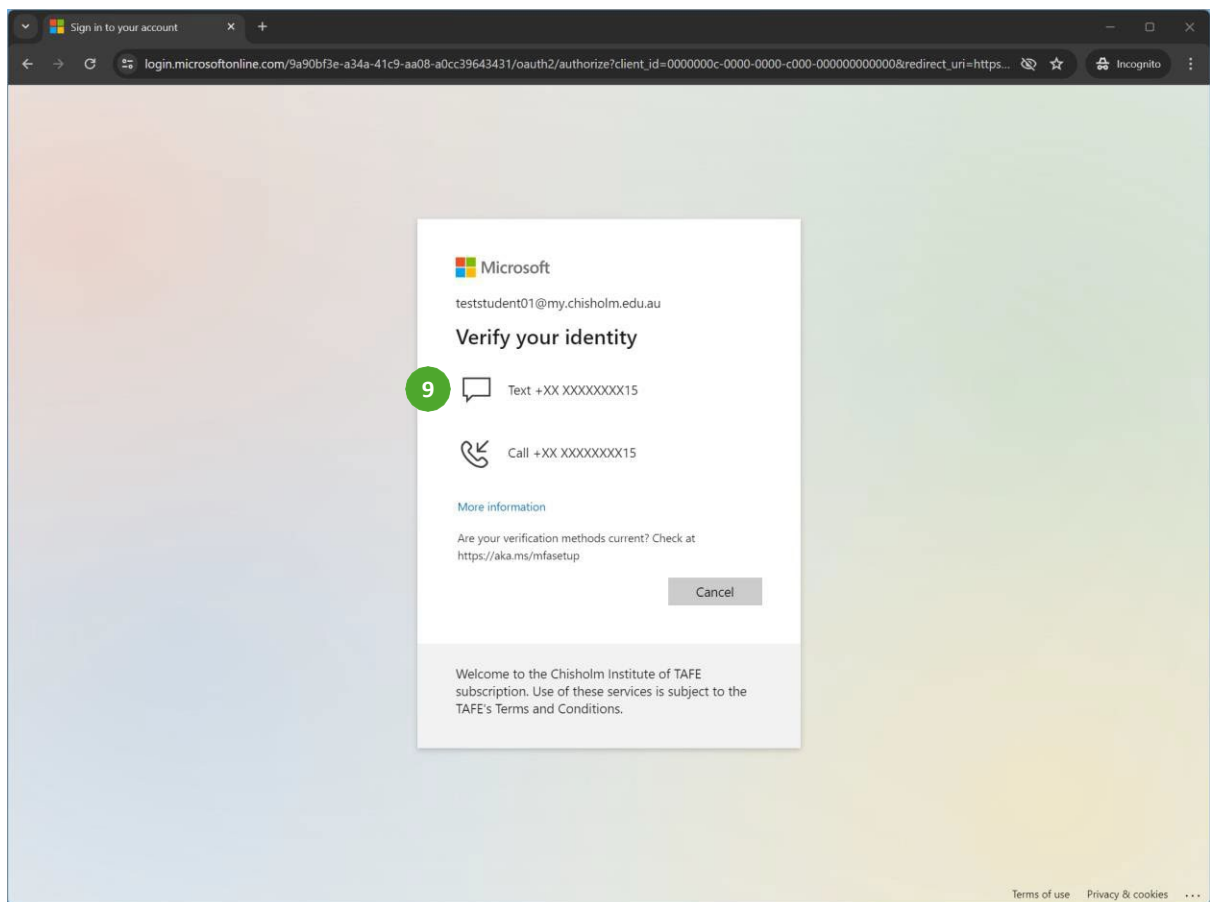 Sign in to your account
login.microsoftonline.com/9a90bf3e-a34a-41c9-aa08-a0cc39643431/oauth2/authorize?client_id=0000000c-0000-0000-c000-000000000000&redirect_uri=https...
Incognito
Microsoft
teststudent01@my.chisholm.edu.au
Verify your identity
9 Text +XX XXXXXXXX15
Call +XX XXXXXXXX15
More information
Are your verification methods current? Check at
https://aka.ms/mfasetup
Cancel
Welcome to the Chisholm Institute of TAFE
subscription. Use of these services is subject to the
TAFE's Terms and Conditions.
Terms of use Privacy & cookies ...